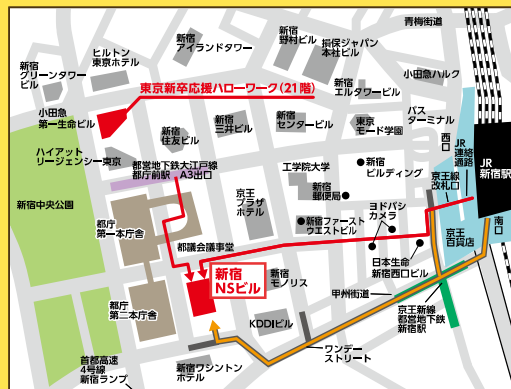 青梅街道
新宿
アイランドタワー
新宿
野村ビル
損保ジャパン
本社ビル
ヒルトン
東京ホテル
新宿
グリーンタワー
ビル
小田急ハルク
新宿
エルタワービル
東京新卒応援ハローワーク(21階)
小田急
第一生命ビル
バス
ターミナル
新宿
三井ビル
新宿
センタービル
東京
モード学園
新宿
住友ビル
西口
JR
連絡
通路
JR
新宿駅
ハイアット
リージェンシー東京
都営地下鉄大江戸線
都庁前駅 A3出口
工学院大学
新宿
ビルディング
京王線
改札口
新宿
郵便局
京王
プラザ
ホテル
新宿中央公園
ヨドバシ
カメラ
新宿ファースト
ウエストビル
南口
都庁
第一本庁舎
京王
百貨店
都議会議事堂
日本生命
新宿西口ビル
新宿
NSビル
新宿
モノリス
甲州街道
都庁
第二本庁舎
京王新線
都営地下鉄
新宿駅
KDDIビル
ワンデー
ストリート
首都高速
4号線
新宿ランプ
新宿ワシントン
ホテル